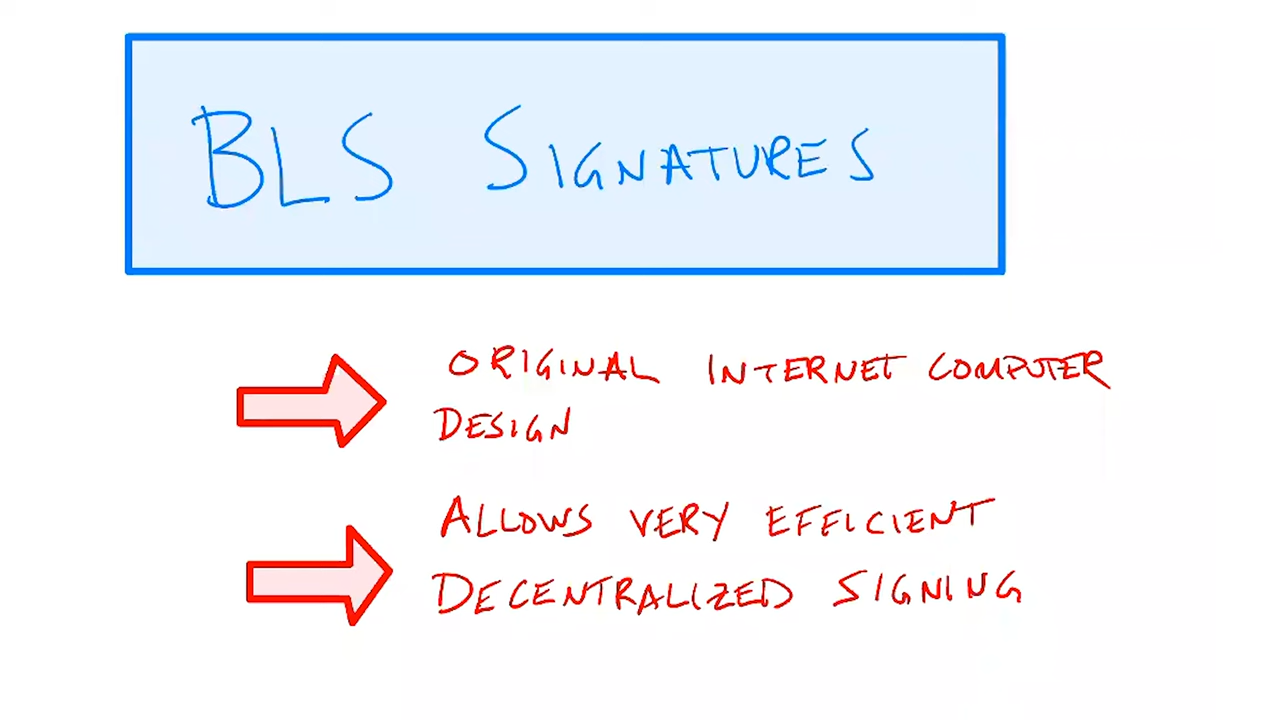 BLS SIGNATURES
ORIGINAL INTERNET COMPUTER
DESIGN
ALLOWS VERY EFFICIENT
DECENTRALIZED SIGNING